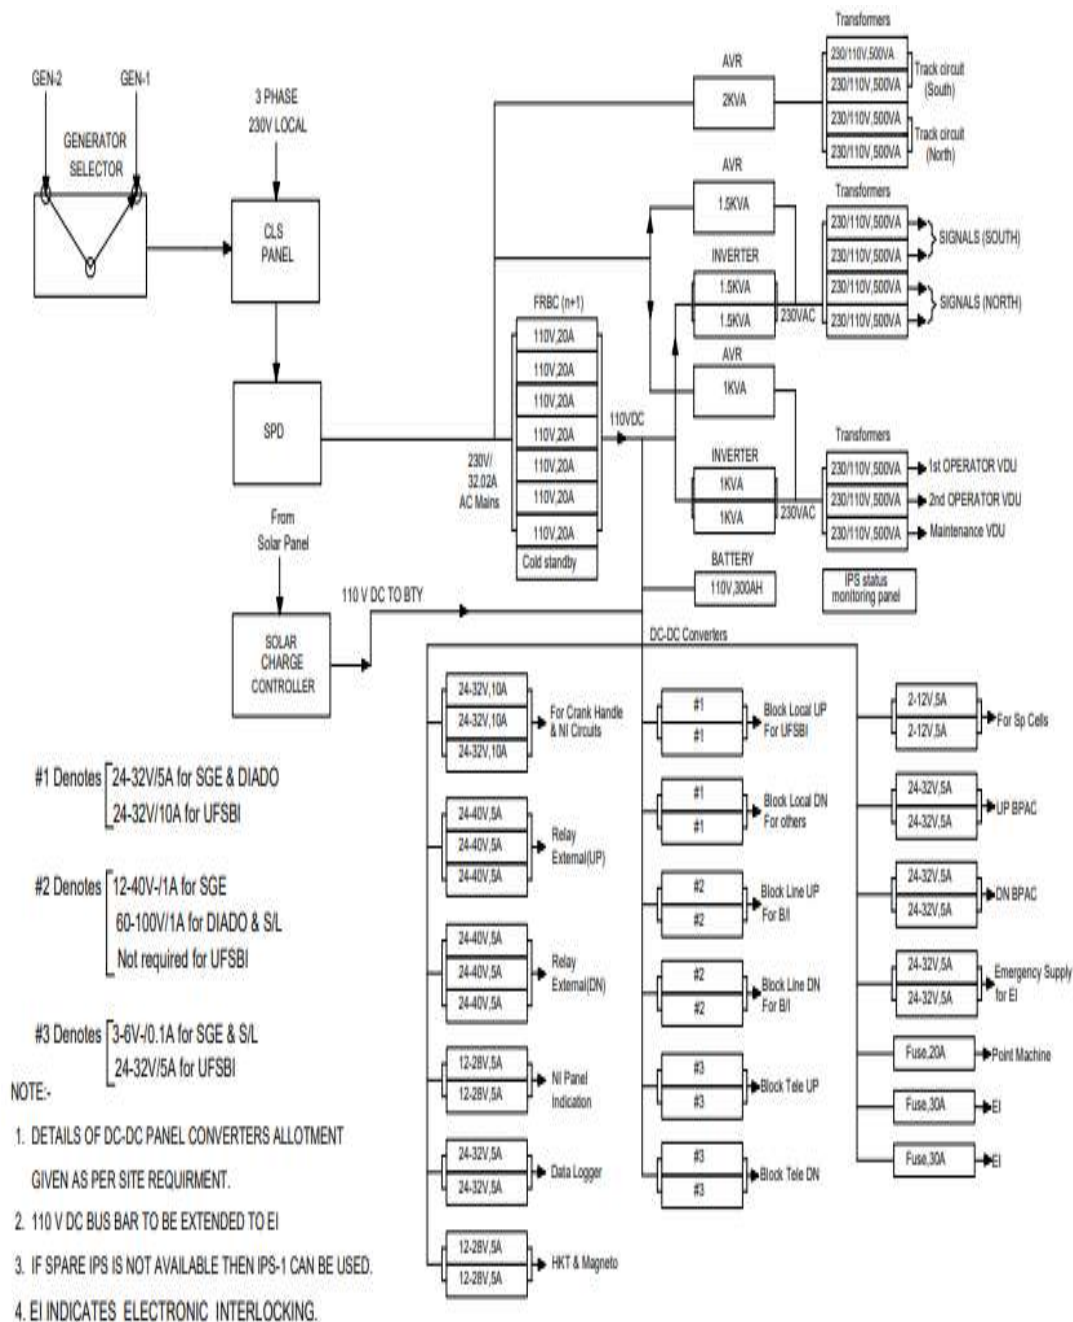 GEN-2
GEN-1
GENERATOR
SELECTOR
3 PHASE
230V LOCAL
CLS
PANEL
SPD
From
Solar Panel
SOLAR
CHARGE
CONTROLLER
110 V DC TO BTY
230V/
32.02A
AC Mains
FRBC (n+1)
110V,20A
110V,20A
110V,20A
110V,20A
110V,20A
110V,20A
110V,20A
Cold standby
110VDC
AVR
2KVA
AVR
1.5KVA
INVERTER
1.5KVA
1.5KVA
230VAC
AVR
1KVA
INVERTER
1KVA
1KVA
230VAC
BATTERY
110V,300AH
Transformers
230/110V,500VA
230/110V,500VA
230/110V,500VA
230/110V,500VA
Track circuit
(South)
Track circuit
(North)
Transformers
230/110V,500VA
230/110V,500VA
230/110V,500VA
230/110V,500VA
SIGNALS (SOUTH)
SIGNALS (NORTH)
Transformers
230/110V,500VA
230/110V,500VA
230/110V,500VA
1st OPERATOR VDU
2nd OPERATOR VDU
Maintenance VDU
IPS status
monitoring panel
DC-DC Converters
24-32V,10A
24-32V,10A
24-32V,10A
For Crank Handle
& NI Circuits
24-40V,5A
24-40V,5A
24-40V,5A
Relay
External(UP)
24-40V,5A
24-40V,5A
24-40V,5A
Relay
External(DN)
12-28V,5A
12-28V,5A
NI Panel
Indication
24-32V,5A
24-32V,5A
Data Logger
12-28V,5A
12-28V,5A
HKT & Magneto
#1
#1
Block Local UP
For UFSBI
#1
#1
Block Local DN
For others
#2
#2
Block Line UP
For B/I
#2
#2
Block Line DN
For B/I
#3
#3
Block Tele UP
#3
#3
Block Tele DN
2-12V,5A
2-12V,5A
For Sp Cells
24-32V,5A
24-32V,5A
UP BPAC
24-32V,5A
24-32V,5A
DN BPAC
24-32V,5A
24-32V,5A
Emergency Supply
for EI
Fuse,20A
Point Machine
Fuse,30A
EI
Fuse,30A
EI
#1 Denotes 24-32V/5A for SGE & DIADO
24-32V/10A for UFSBI
#2 Denotes 12-40V-/1A for SGE
60-100V/1A for DIADO & S/L
Not required for UFSBI
#3 Denotes 3-6V-/0.1A for SGE & S/L
24-32V/5A for UFSBI
NOTE:-
1. DETAILS OF DC-DC PANEL CONVERTERS ALLOTMENT
GIVEN AS PER SITE REQUIRMENT.
2. 110 V DC BUS BAR TO BE EXTENDED TO EI
3. IF SPARE IPS IS NOT AVAILABLE THEN IPS-1 CAN BE USED.
4. EI INDICATES ELECTRONIC INTERLOCKING.